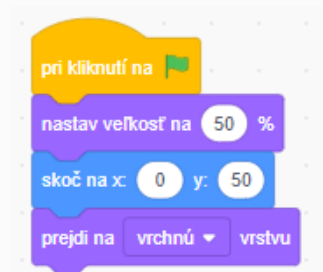 pri kliknutí na
nastav veľkosť na 50 %
skoč na x: 0 y: 50
prejdi na vrchnú vrstvu